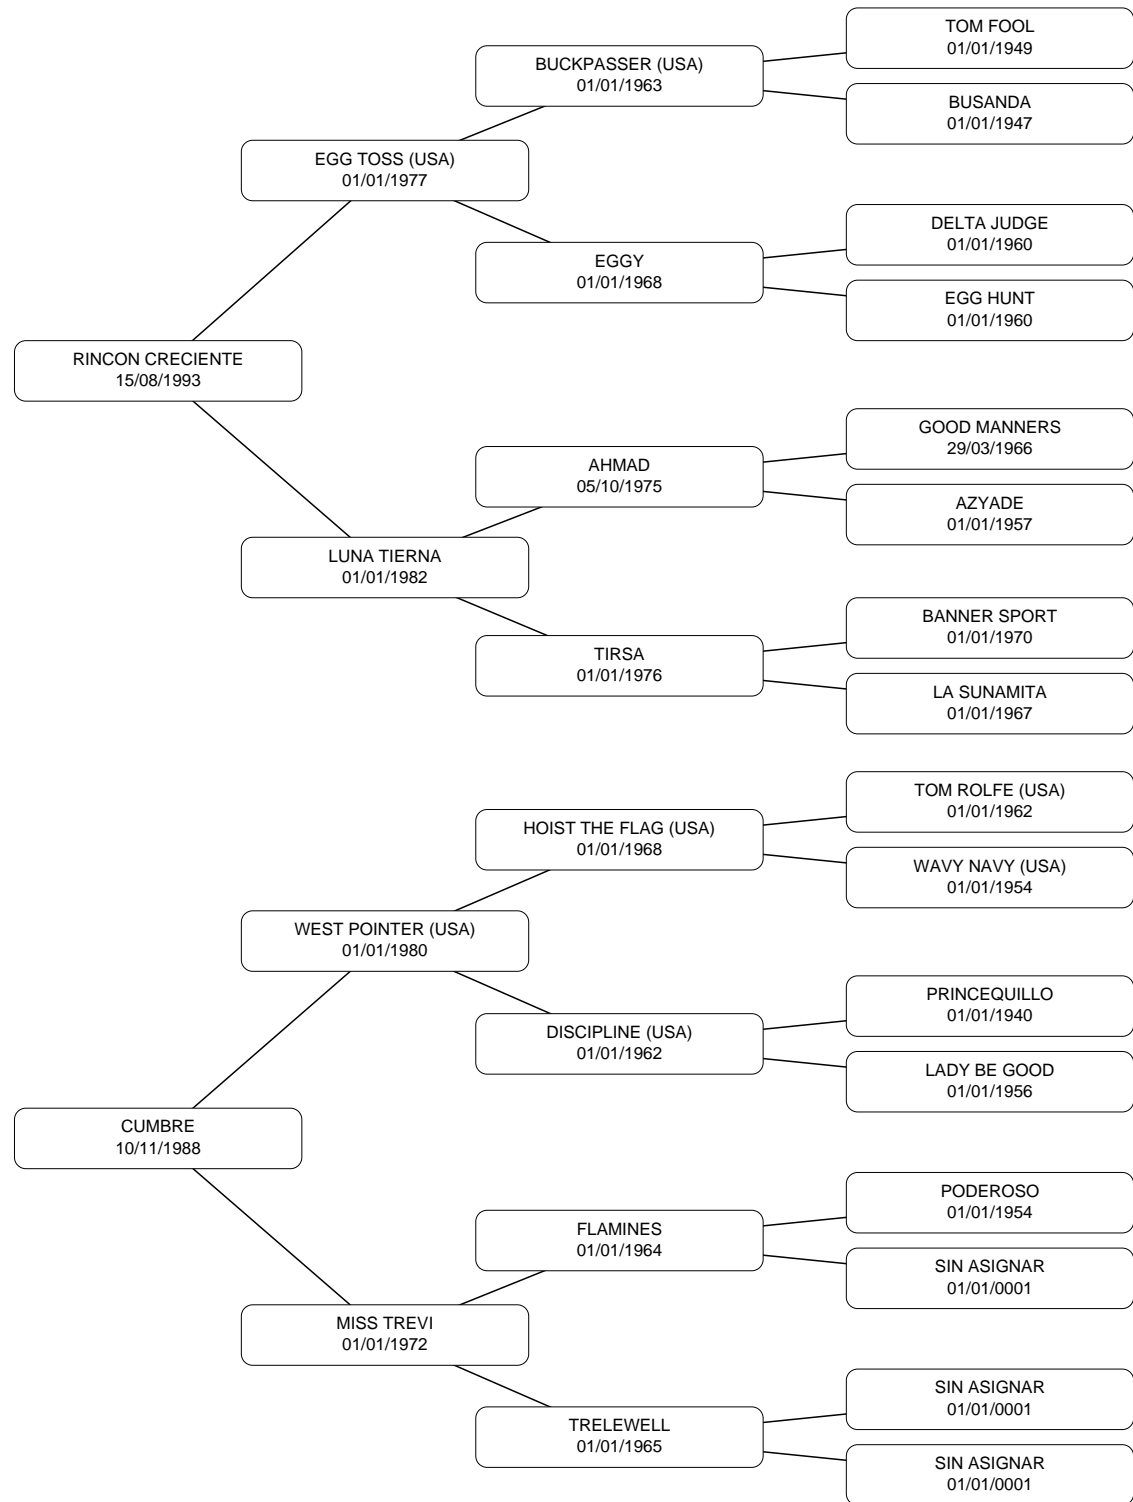 TOM FOOL
01/01/1949
BUCKPASSER (USA)
01/01/1963
BUSANDA
01/01/1947
EGG TOSS (USA)
01/01/1977
DELTA JUDGE
01/01/1960
EGGY
01/01/1968
EGG HUNT
01/01/1960
RINCON CRECIENTE
15/08/1993
GOOD MANNERS
29/03/1966
AHMAD
05/10/1975
AZYADE
01/01/1957
LUNA TIERNA
01/01/1982
BANNER SPORT
01/01/1970
TIRSA
01/01/1976
LA SUNAMITA
01/01/1967
TOM ROLFE (USA)
01/01/1962
HOIST THE FLAG (USA)
01/01/1968
WAVY NAVY (USA)
01/01/1954
WEST POINTER (USA)
01/01/1980
PRINCEQUILLO
01/01/1940
DISCIPLINE (USA)
01/01/1962
LADY BE GOOD
01/01/1956
CUMBRE
10/11/1988
PODEROSO
01/01/1954
FLAMINES
01/01/1964
SIN ASIGNAR
01/01/0001
MISS TREVI
01/01/1972
SIN ASIGNAR
01/01/0001
TRELEWELL
01/01/1965
SIN ASIGNAR
01/01/0001